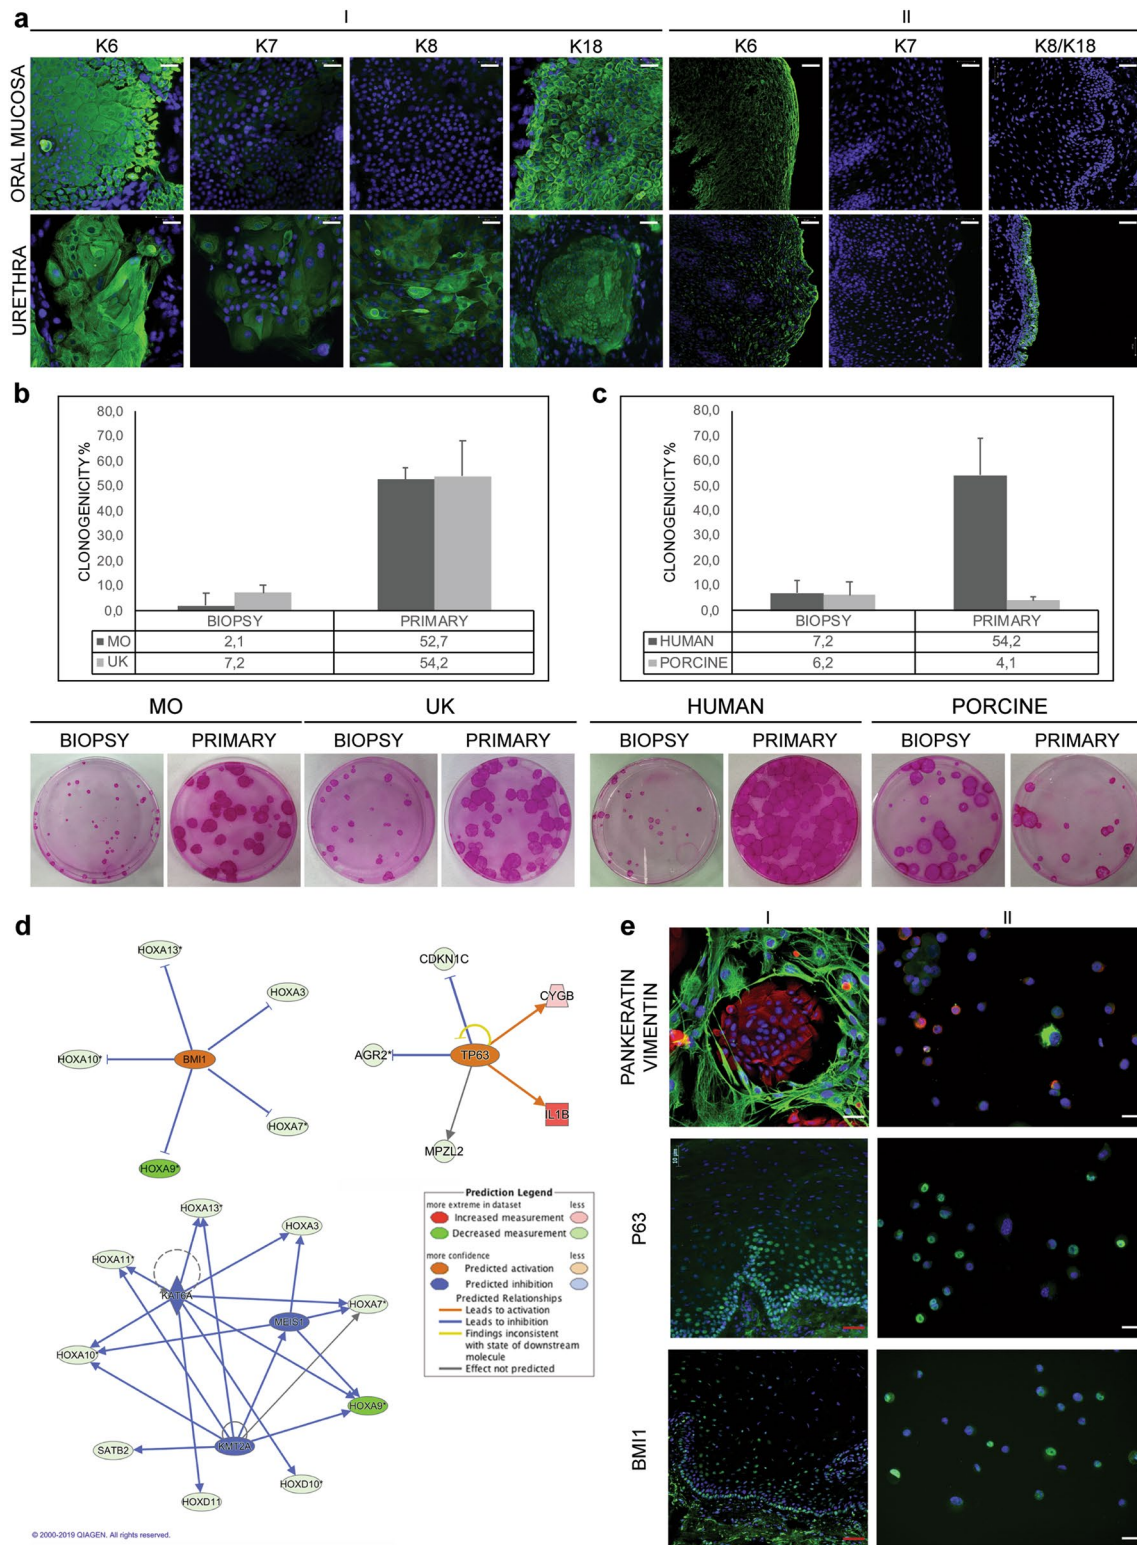 a
I
II
K6
K7
K8
K18
K6
K7
K8/K18
ORAL MUCOSA
URETHRA
b
CLONOGENICITY %
80,0
70,0
60,0
50,0
40,0
30,0
20,0
10,0
0,0
BIOPSY PRIMARY
MO 2,1 52,7
UK 7,2 54,2
c
CLONOGENICITY %
80,0
70,0
60,0
50,0
40,0
30,0
20,0
10,0
0,0
BIOPSY PRIMARY
HUMAN 7,2 54,2
PORCINE 6,2 4,1
MO UK HUMAN PORCINE
BIOPSY PRIMARY BIOPSY PRIMARY BIOPSY PRIMARY BIOPSY PRIMARY
d
HOXA13*
HOXA3
HOXA10*
BMI1
HOXA7*
HOXA9*
CDKN1C
CYGB
AGR2*
TP63
IL1B
MPZL2
HOXA13*
HOXA3
HOXA11*
KAT6A
HOXA7*
MEIS1
HOXA10*
HOXA9*
KMT2A
SATB2
HOXD10*
HOXD11
Prediction Legend
more extreme in dataset less
Increased measurement
Decreased measurement
more confidence less
Predicted activation
Predicted inhibition
Predicted Relationships
Leads to activation
Leads to inhibition
Findings inconsistent
with state of downstream
molecule
Effect not predicted
© 2000-2019 QIAGEN. All rights reserved.
e
I
II
PANKERATIN
VIMENTIN
P63
10 µm
BMI1